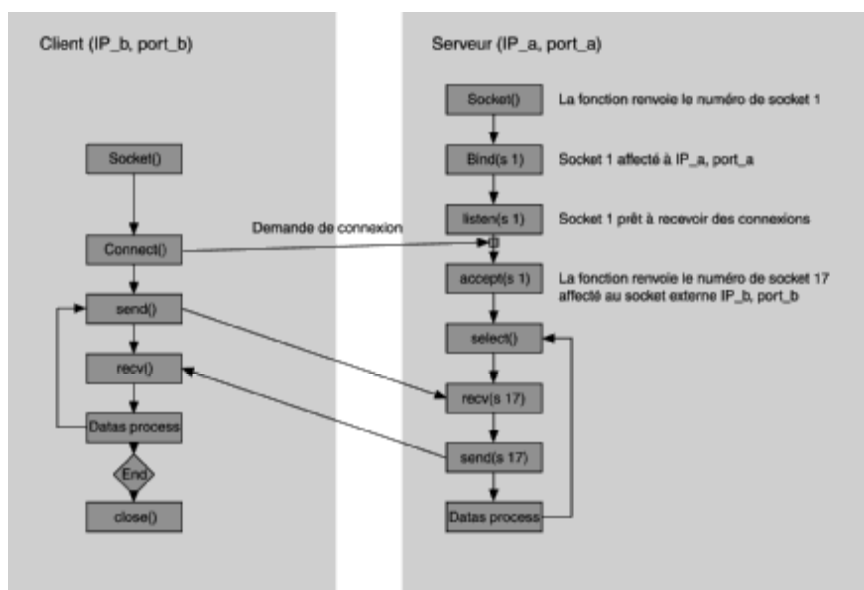 Client (IP_b, port_b)
Socket()
Connect()
send()
recv()
Datas process
End
close()
Demande de connexion
Serveur (IP_a, port_a)
Socket()
La fonction renvoie le numéro de socket 1
Bind(s 1)
Socket 1 affecté à IP_a, port_a
listen(s 1)
Socket 1 prêt à recevoir des connexions
accept(s 1)
La fonction renvoie le numéro de socket 17
affecté au socket externe IP_b, port_b
select()
recv(s 17)
send(s 17)
Datas process